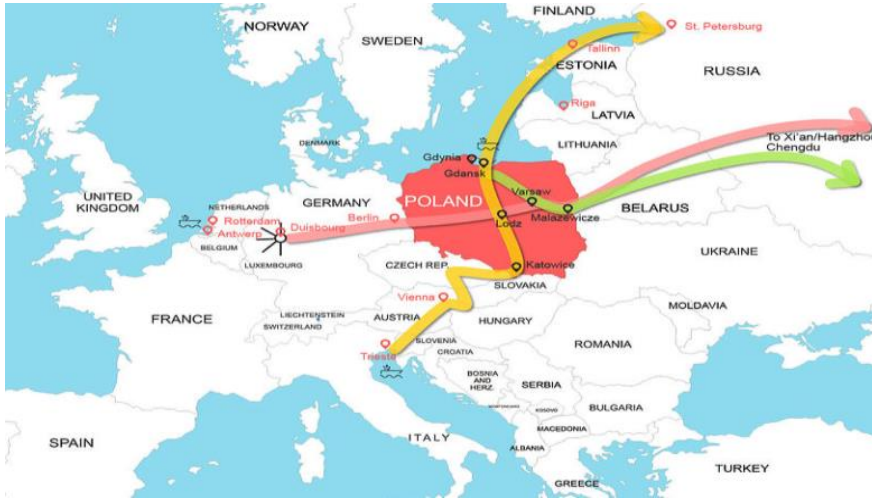 FINLAND
NORWAY
St. Petersburg
SWEDEN
Tallinn
ESTONIA
RUSSIA
Riga
LATVIA
To Xi'an/Hangzhou
Chengdu
DENMARK
LITHUANIA
Gdynia
Gdansk
UNITED
KINGDOM
NSTHERLANDS
GERMANY
POLAND
Varsaw
Rotterdam
Duisbourg
Berlin
Lodz
Malazewicze
BELARUS
Antwerp
BELGIUM
LUXEMBOURG
CZECH REP.
Katowice
UKRAINE
SLOVAKIA
Vienna
MOLDAVIA
FRANCE
LIECHTENSTEIN
SWITZERLAND
AUSTRIA
HUNGARY
SLOVENIA
CROATIA
ROMANIA
Trieste
BOSNIA
AND
HERZ.
SERBIA
BULGARIA
KOSOVO
MACEDONIA
ITALY
ALBANIA
SPAIN
GREECE
TURKEY